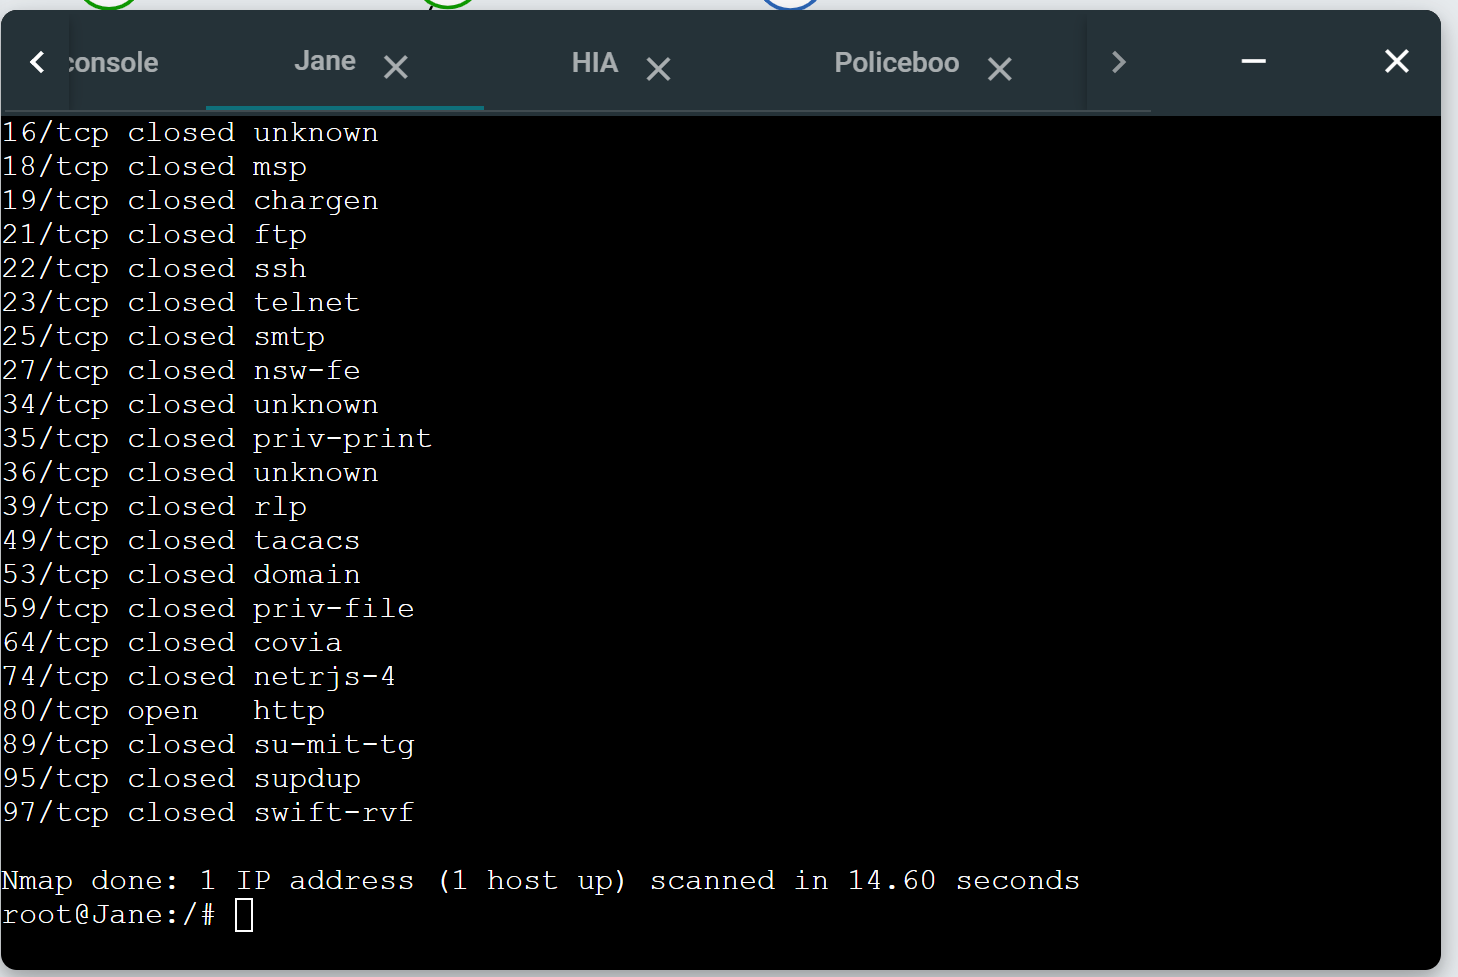 console
Jane
HIA
Policeboo
16/tcp closed unknown
18/tcp closed msp
19/tcp closed chargen
21/tcp closed ftp
22/tcp closed ssh
23/tcp closed telnet
25/tcp closed smtp
27/tcp closed nsw-fe
34/tcp closed unknown
35/tcp closed priv-print
36/tcp closed unknown
39/tcp closed rlp
49/tcp closed tacacs
53/tcp closed domain
59/tcp closed priv-file
64/tcp closed covia
74/tcp closed netrjs-4
80/tcp open   http
89/tcp closed su-mit-tg
95/tcp closed supdup
97/tcp closed swift-rvf
Nmap done: 1 IP address (1 host up) scanned in 14.60 seconds
root@Jane:/#